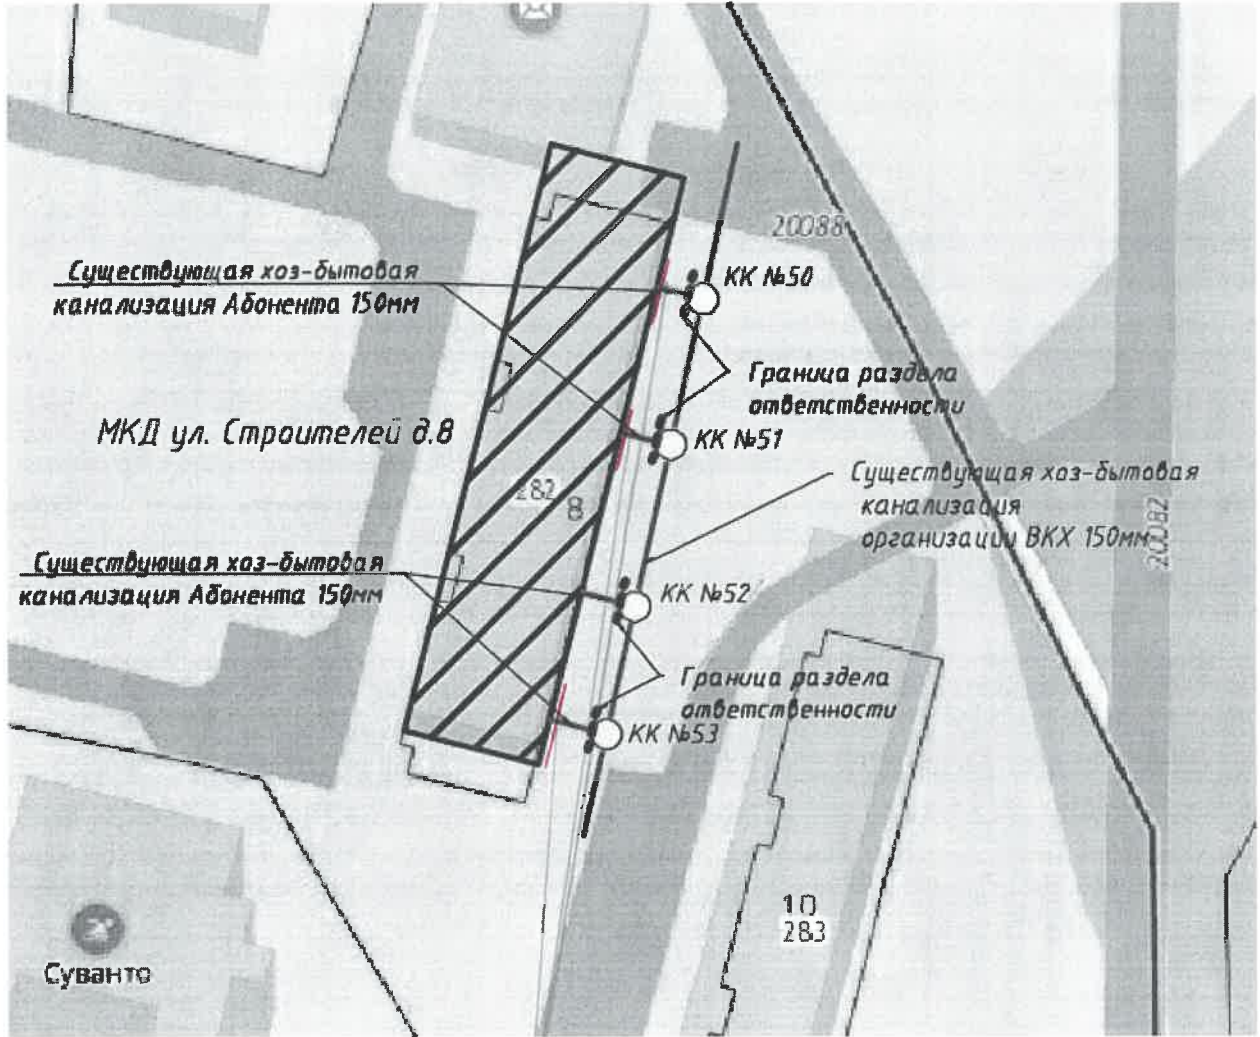 20088
КК №50
Существующая хоз-бытовая
канализация Абонента 150мм
Граница раздела
ответственности
МКД ул. Строителей д.8
КК №51
Существующая хоз-бытовая
канализация
организации ВКХ 150мм
282
8
20082
Существующая хоз-бытовая
канализация Абонента 150мм
КК №52
Граница раздела
ответственности
КК №53
10
283
Суванто